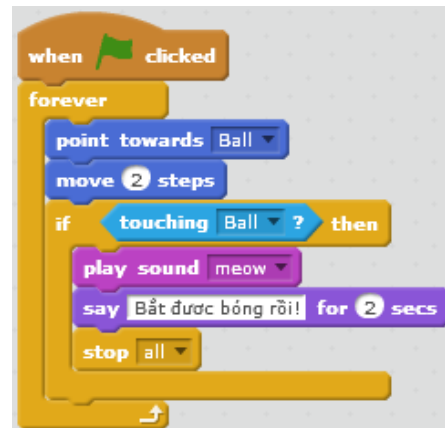 when clicked
forever
point towards Ball
move 2 steps
if touching Ball ? then
play sound meow
say Bắt đươc bóng rồi! for 2 secs
stop all